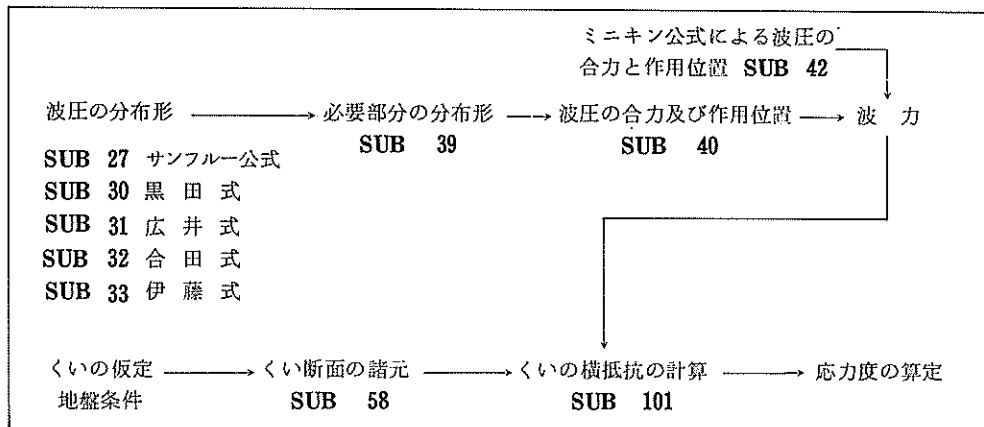 ミニキン公式による波圧の
合力と作用位置 SUB 42
波圧の分布形 必要部分の分布形 波圧の合力及び作用位置 波 力
SUB 39 SUB 40
SUB 27 サンフルー公式
SUB 30 黒 田 式
SUB 31 広 井 式
SUB 32 合 田 式
SUB 33 伊 藤 式
くいの仮定 くい断面の諸元 くいの横抵抗の計算 応力度の算定
地盤条件 SUB 58 SUB 101